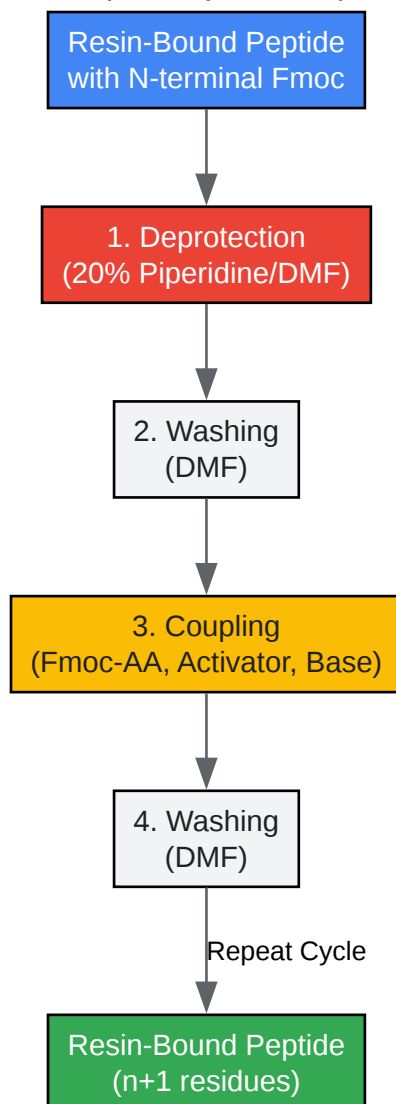 Resin-Bound Peptide
with N-terminal Fmoc
1. Deprotection
(20% Piperidine/DMF)
2. Washing
(DMF)
3. Coupling
(Fmoc-AA, Activator, Base)
4. Washing
(DMF)
Repeat Cycle
Resin-Bound Peptide
(n+1 residues)